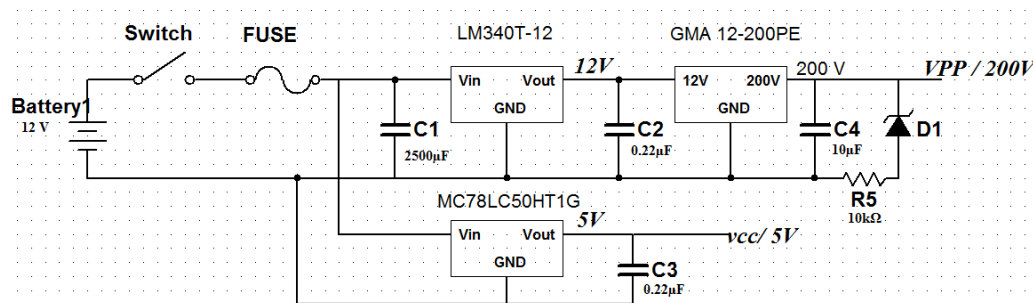 Switch
FUSE
LM340T-12
GMA 12-200PE
Battery1
12 V
Vin
Vout
GND
12V
12V
200V
GND
200 V
VPP / 200V
C1
2500µF
C2
0.22µF
C4
10µF
D1
R5
10kΩ
MC78LC50HT1G
Vin
Vout
GND
5V
vcc/ 5V
C3
0.22µF